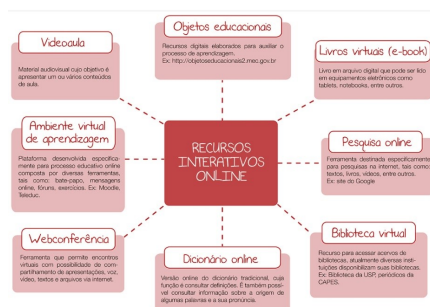 Objetos educacionais
Recursos digitais elaborados para auxiliar o
processo de aprendizagem.
Ex: http://objetoseducacionais2.mec.gov.br
Videoaula
Material audiovisual cujo objetivo é
apresentar um ou vários conteúdos
de aula.
Livros virtuais (e-book)
Livro em arquivo digital que pode ser lido
em equipamentos eletrônicos como
tablets, notebooks, entre outros.
Ambiente virtual
de aprendizagem
Plataforma desenvolvida especifica-
mente para processo educativo online
composta por diversas ferramentas,
tais como: bate-papo, mensagens
online, fóruns, exercícios. Ex: Moodle,
Teleduc.
RECURSOS
INTERATIVOS
ONLINE
Pesquisa online
Ferramenta destinada especificamente
para pesquisas na internet, tais como:
textos, livros, vídeos, entre outros.
Ex: site do Google
Webconferência
Ferramenta que permite encontros
virtuais com possibilidade de com-
partilhamento de apresentações, voz,
vídeo, textos e arquivos via internet.
Dicionário online
Versão online do dicionário tradicional, cuja
função é consultar definições. E também possí-
vel consultar informação sobre a origem de
algumas palavras e a sua pronúncia.
Biblioteca virtual
Recurso para acessar acervos de
bibliotecas, atualmente diversas insti-
tuições disponibilizam suas bibliotecas.
Ex: Biblioteca da USP, periódicos da
CAPES.